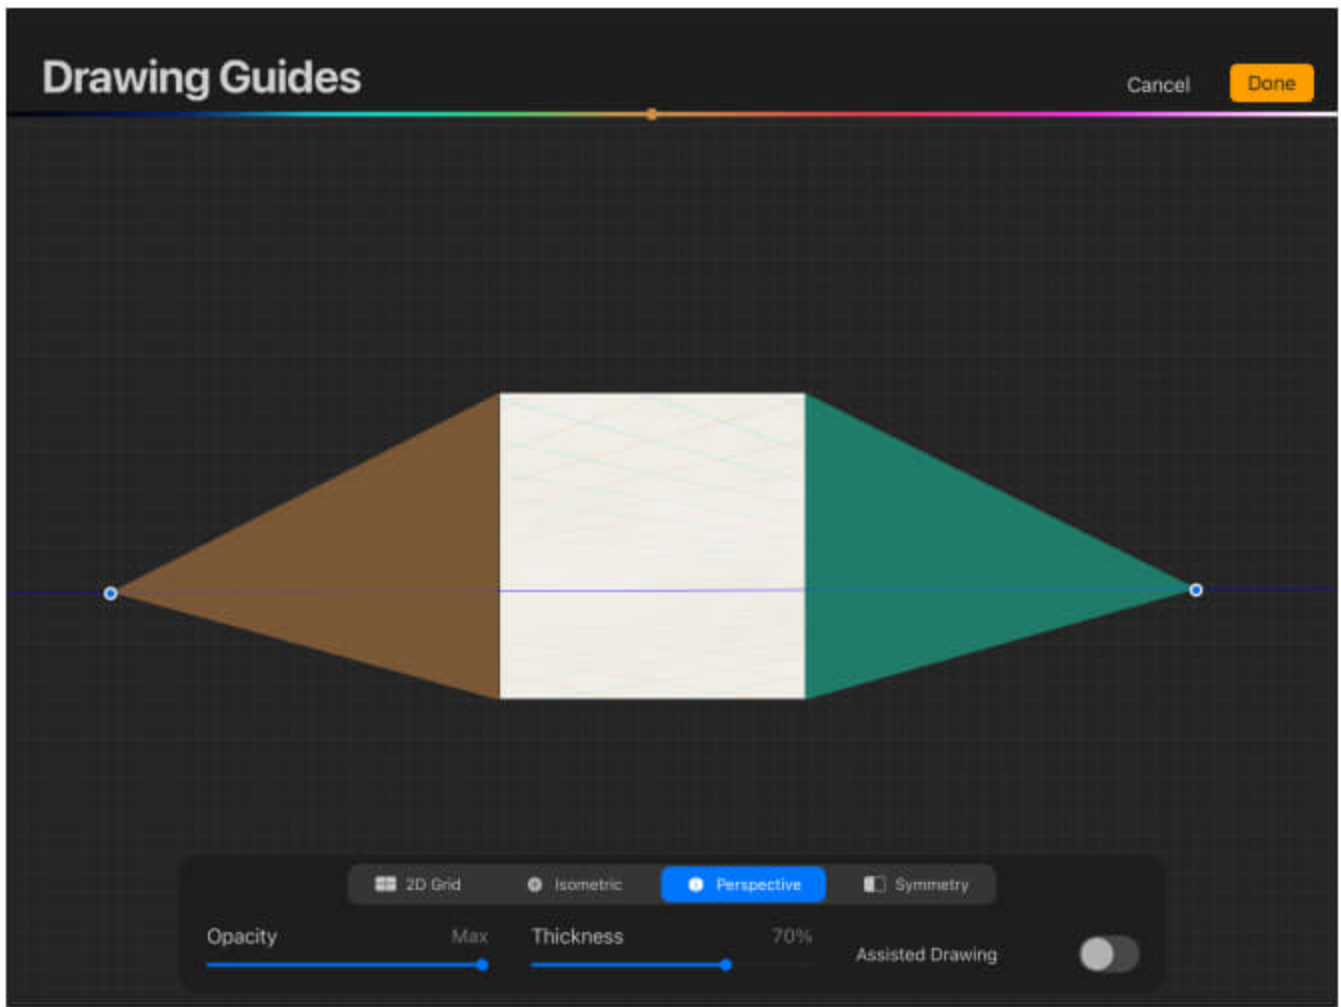 Drawing Guides
Cancel
Done
2D Grid
Isometric
Perspective
Symmetry
Opacity
Max
Thickness
70%
Assisted Drawing